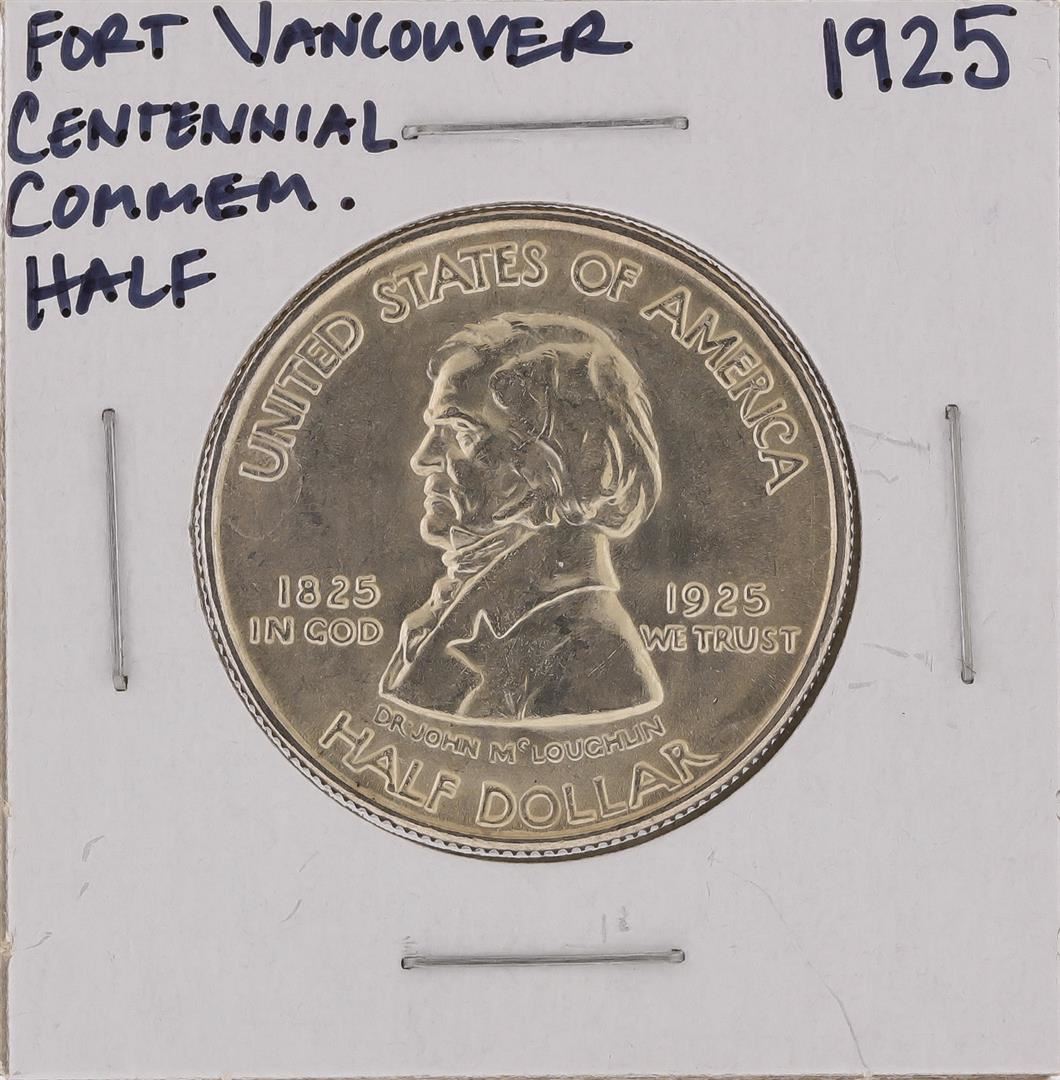 FORT VANCOUVER
1925
CENTENNIAL
COMMEM.
HALF
UNITED STATES OF AMERICA
1825
IN GOD
1925
WE TRUST
DR. JOHN McLOUGHLIN
HALF DOLLAR